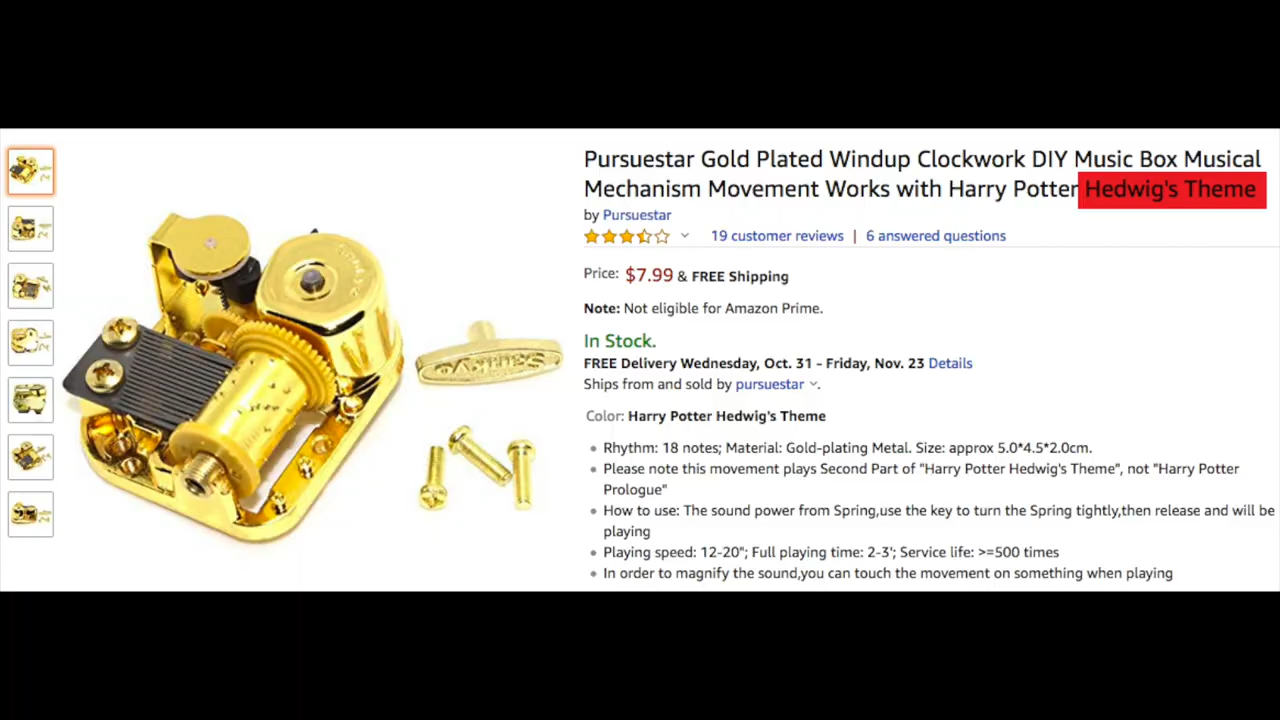 Pursuestar Gold Plated Windup Clockwork DIY Music Box Musical
Mechanism Movement Works with Harry Potter Hedwig's Theme
by Pursuestar
19 customer reviews | 6 answered questions
Price: $7.99 & FREE Shipping
Note: Not eligible for Amazon Prime.
In Stock.
FREE Delivery Wednesday, Oct. 31 - Friday, Nov. 23 Details
Ships from and sold by pursuestar .
Color: Harry Potter Hedwig's Theme
Rhythm: 18 notes; Material: Gold-plating Metal. Size: approx 5.0*4.5*2.0cm.
Please note this movement plays Second Part of "Harry Potter Hedwig's Theme", not "Harry Potter
Prologue"
How to use: The sound power from Spring,use the key to turn the Spring tightly,then release and will be
playing
Playing speed: 12-20"; Full playing time: 2-3'; Service life: >=500 times
In order to magnify the sound,you can touch the movement on something when playing